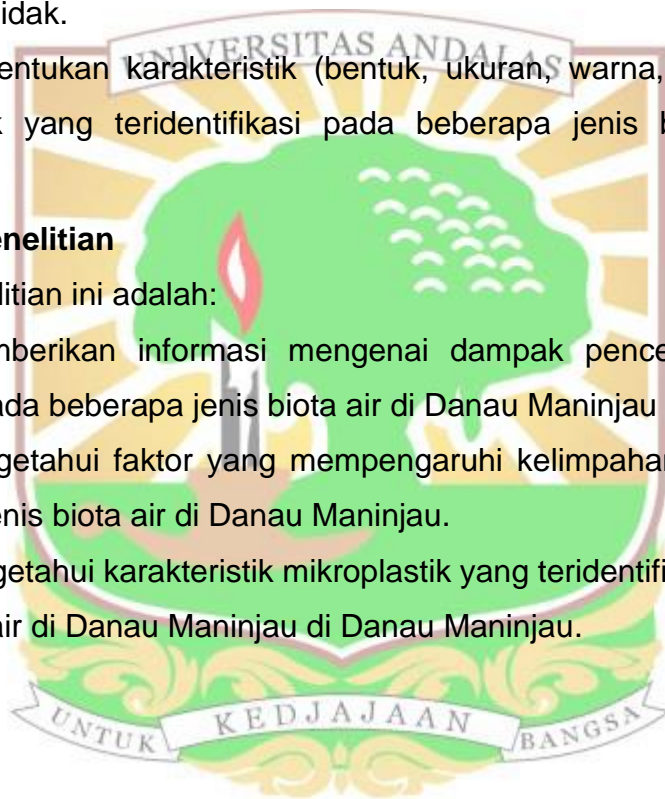 idak.
UNIVERSITAS ANDALAS
entukan karakteristik (bentuk, ukuran, warna,
k yang teridentifikasi pada beberapa jenis b
enelitian
litian ini adalah:
mberikan informasi mengenai dampak pence
ada beberapa jenis biota air di Danau Maninjau
getahui faktor yang mempengaruhi kelimpahan
enis biota air di Danau Maninjau.
getahui karakteristik mikroplastik yang teridentifi
air di Danau Maninjau di Danau Maninjau.
UNTUK KEDJAJAAN BANGSA